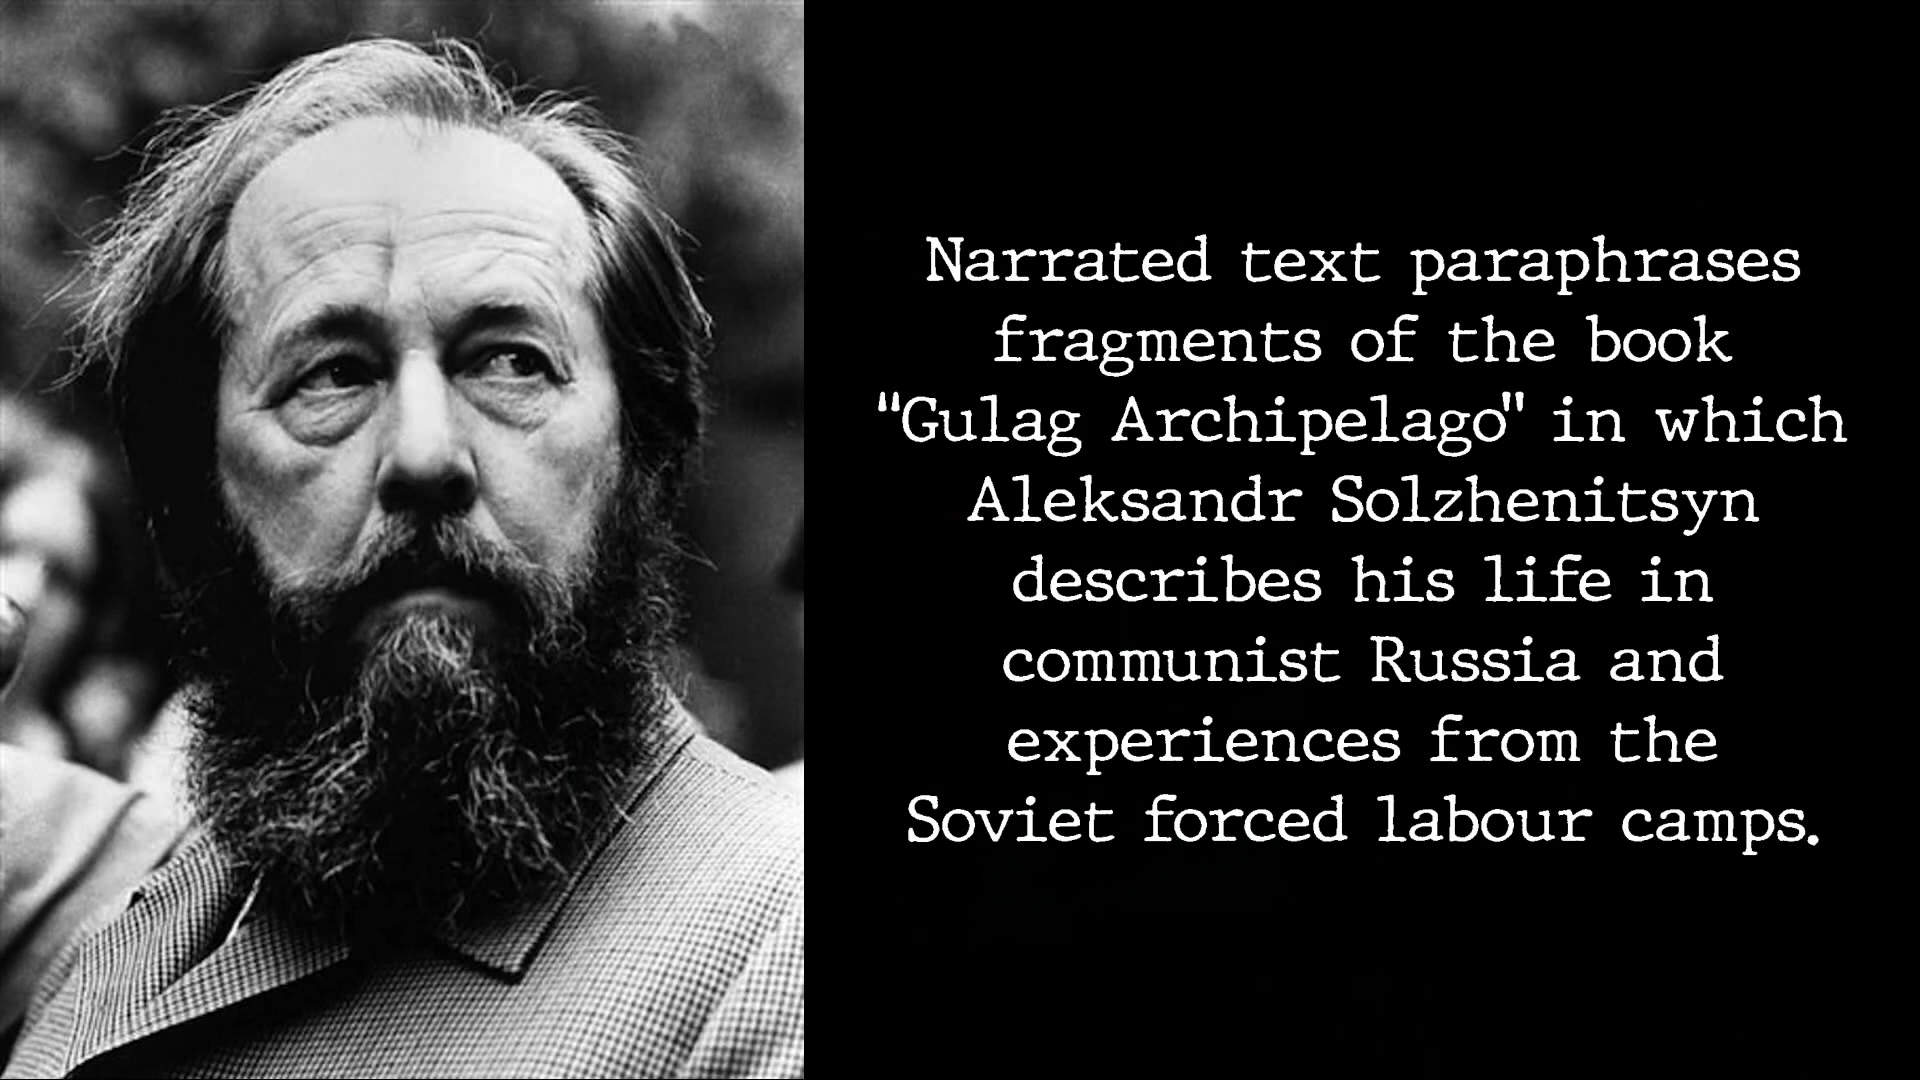 Narrated text paraphrases
fragments of the book
"Gulag Archipelago" in which
Aleksandr Solzhenitsyn
describes his life in
communist Russia and
experiences from the
Soviet forced labour camps.